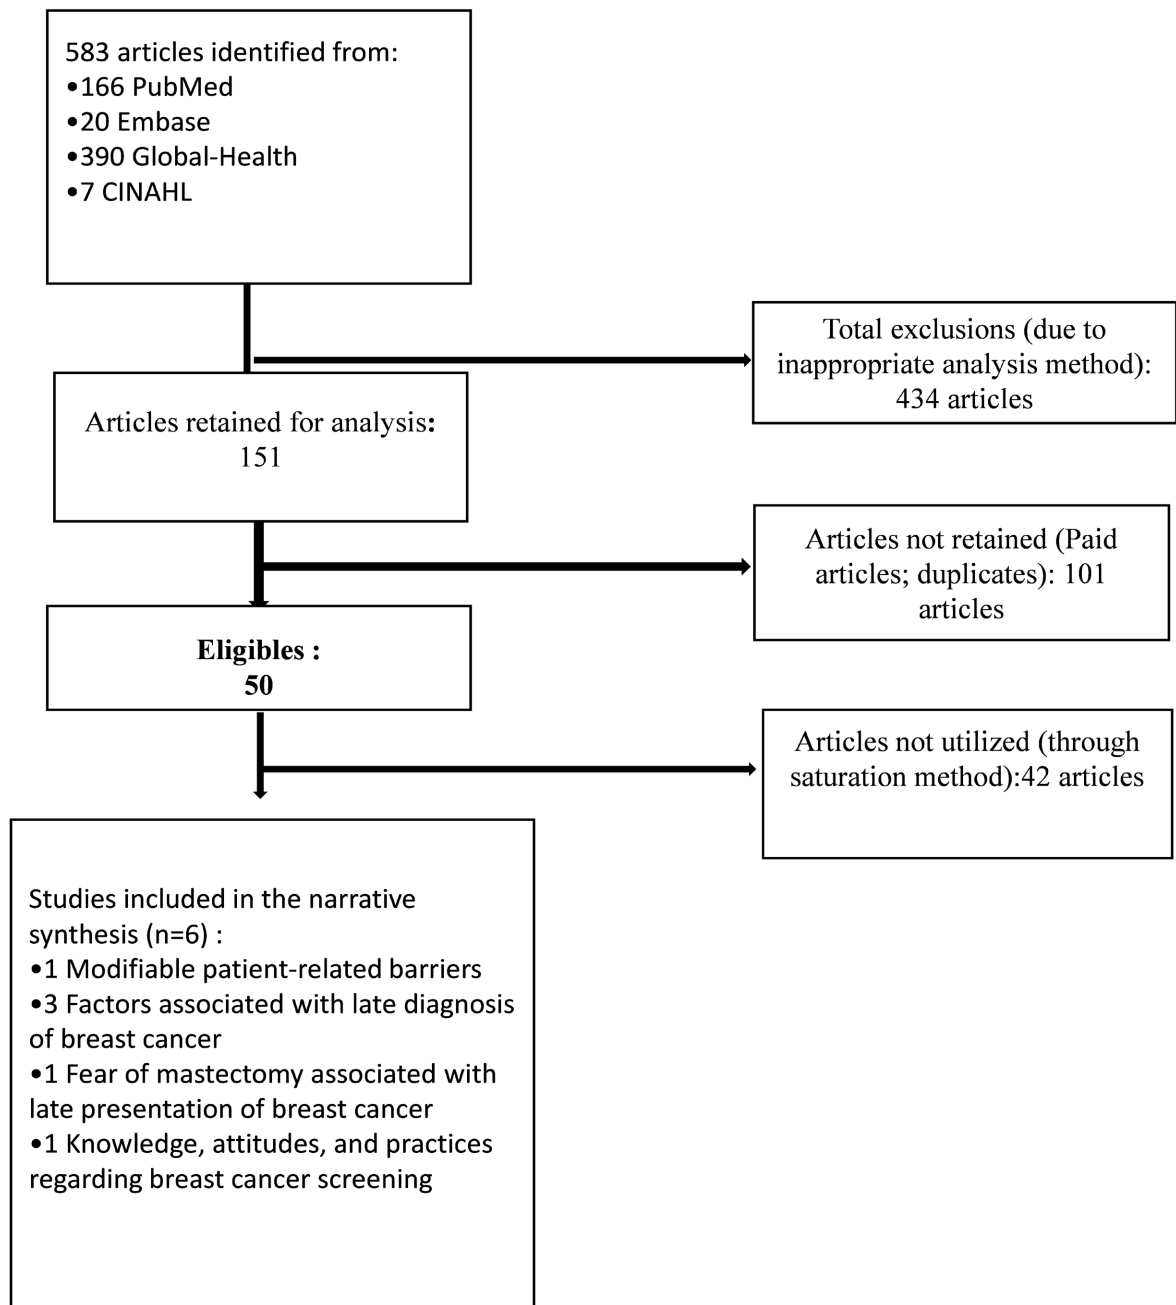 583 articles identified from:
•166 PubMed
•20 Embase
•390 Global-Health
•7 CINAHL
Total exclusions (due to
inappropriate analysis method):
434 articles
Articles retained for analysis:
151
Articles not retained (Paid
articles; duplicates): 101
articles
Eligibles :
50
Articles not utilized (through
saturation method):42 articles
Studies included in the narrative
synthesis (n=6) :
•1 Modifiable patient-related barriers
•3 Factors associated with late diagnosis
of breast cancer
•1 Fear of mastectomy associated with
late presentation of breast cancer
•1 Knowledge, attitudes, and practices
regarding breast cancer screening